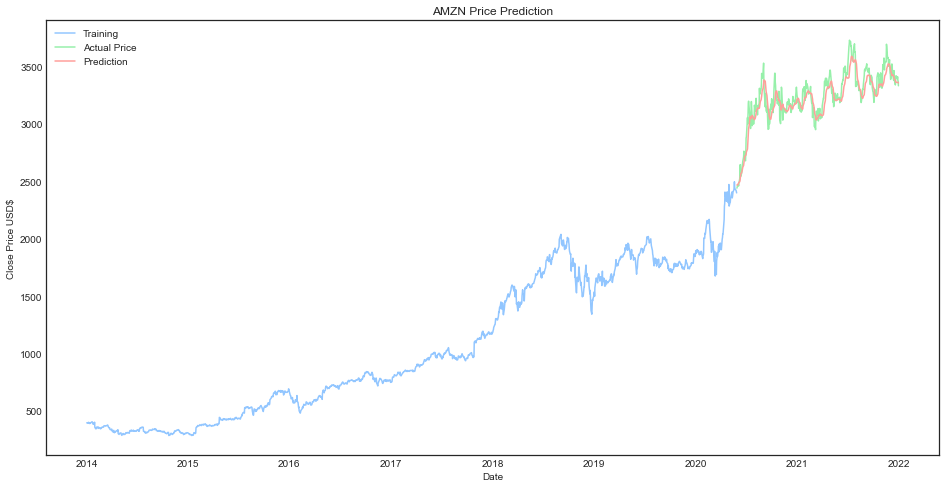 AMZN Price Prediction
Training
Actual Price
Prediction
3500
3000
2500
2000
1500
1000
500
Close Price USD$
2014 2015 2016 2017 2018 2019 2020 2021 2022
Date